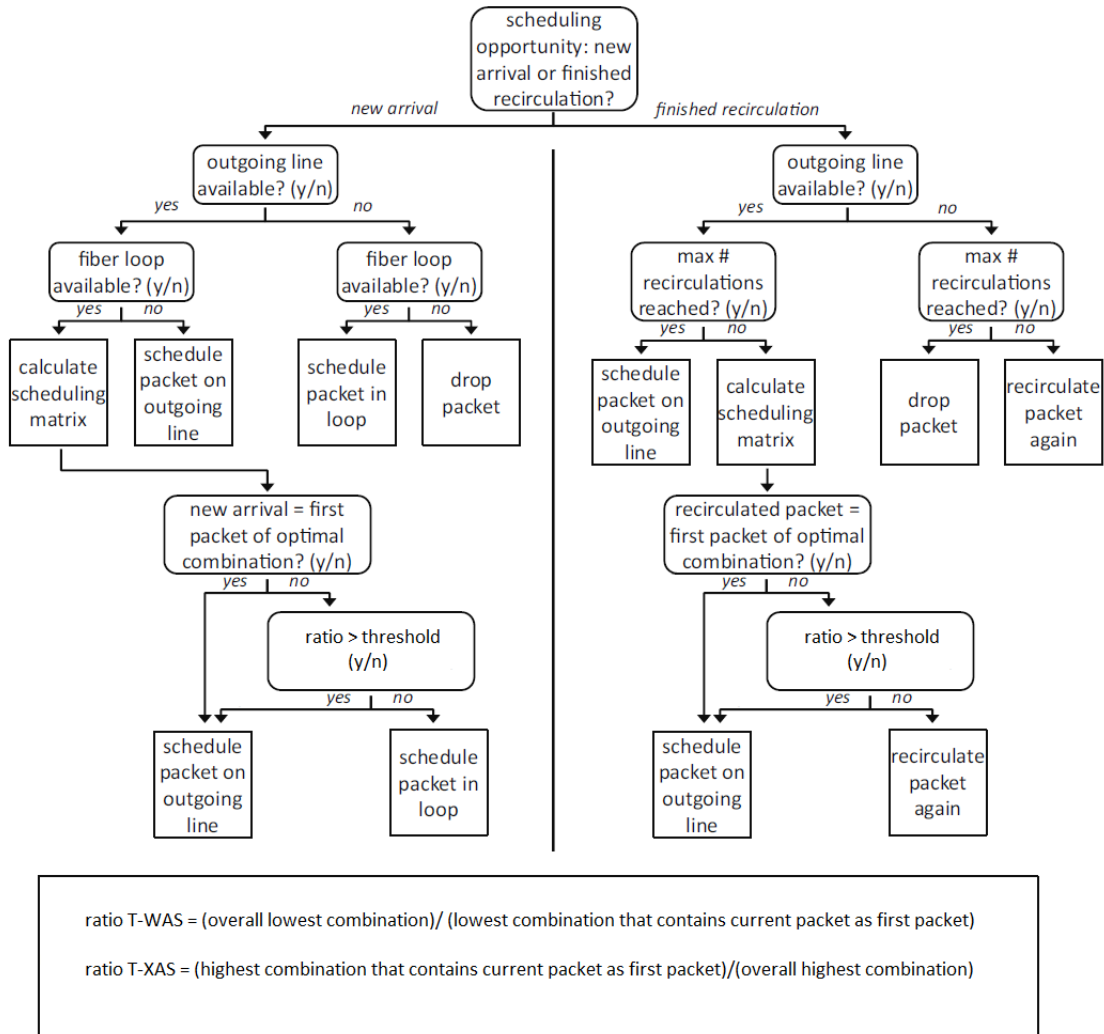 scheduling
opportunity: new
arrival or finished
recirculation?
new arrival
finished recirculation
outgoing line
available? (y/n)
yes
no
fiber loop
available? (y/n)
yes
no
calculate
scheduling
matrix
schedule
packet on
outgoing
line
fiber loop
available? (y/n)
yes
no
schedule
packet in
loop
drop
packet
new arrival = first
packet of optimal
combination? (y/n)
yes
no
ratio > threshold
(y/n)
yes
no
schedule
packet on
outgoing
line
schedule
packet in
loop
outgoing line
available? (y/n)
yes
no
max #
recirculations
reached? (y/n)
yes
no
schedule
packet on
outgoing
line
calculate
scheduling
matrix
max #
recirculations
reached? (y/n)
yes
no
drop
packet
recirculate
packet
again
recirculated packet =
first packet of optimal
combination? (y/n)
yes
no
ratio > threshold
(y/n)
yes
no
schedule
packet on
outgoing
line
recirculate
packet
again
ratio T-WAS = (overall lowest combination)/ (lowest combination that contains current packet as first packet)
ratio T-XAS = (highest combination that contains current packet as first packet)/(overall highest combination)